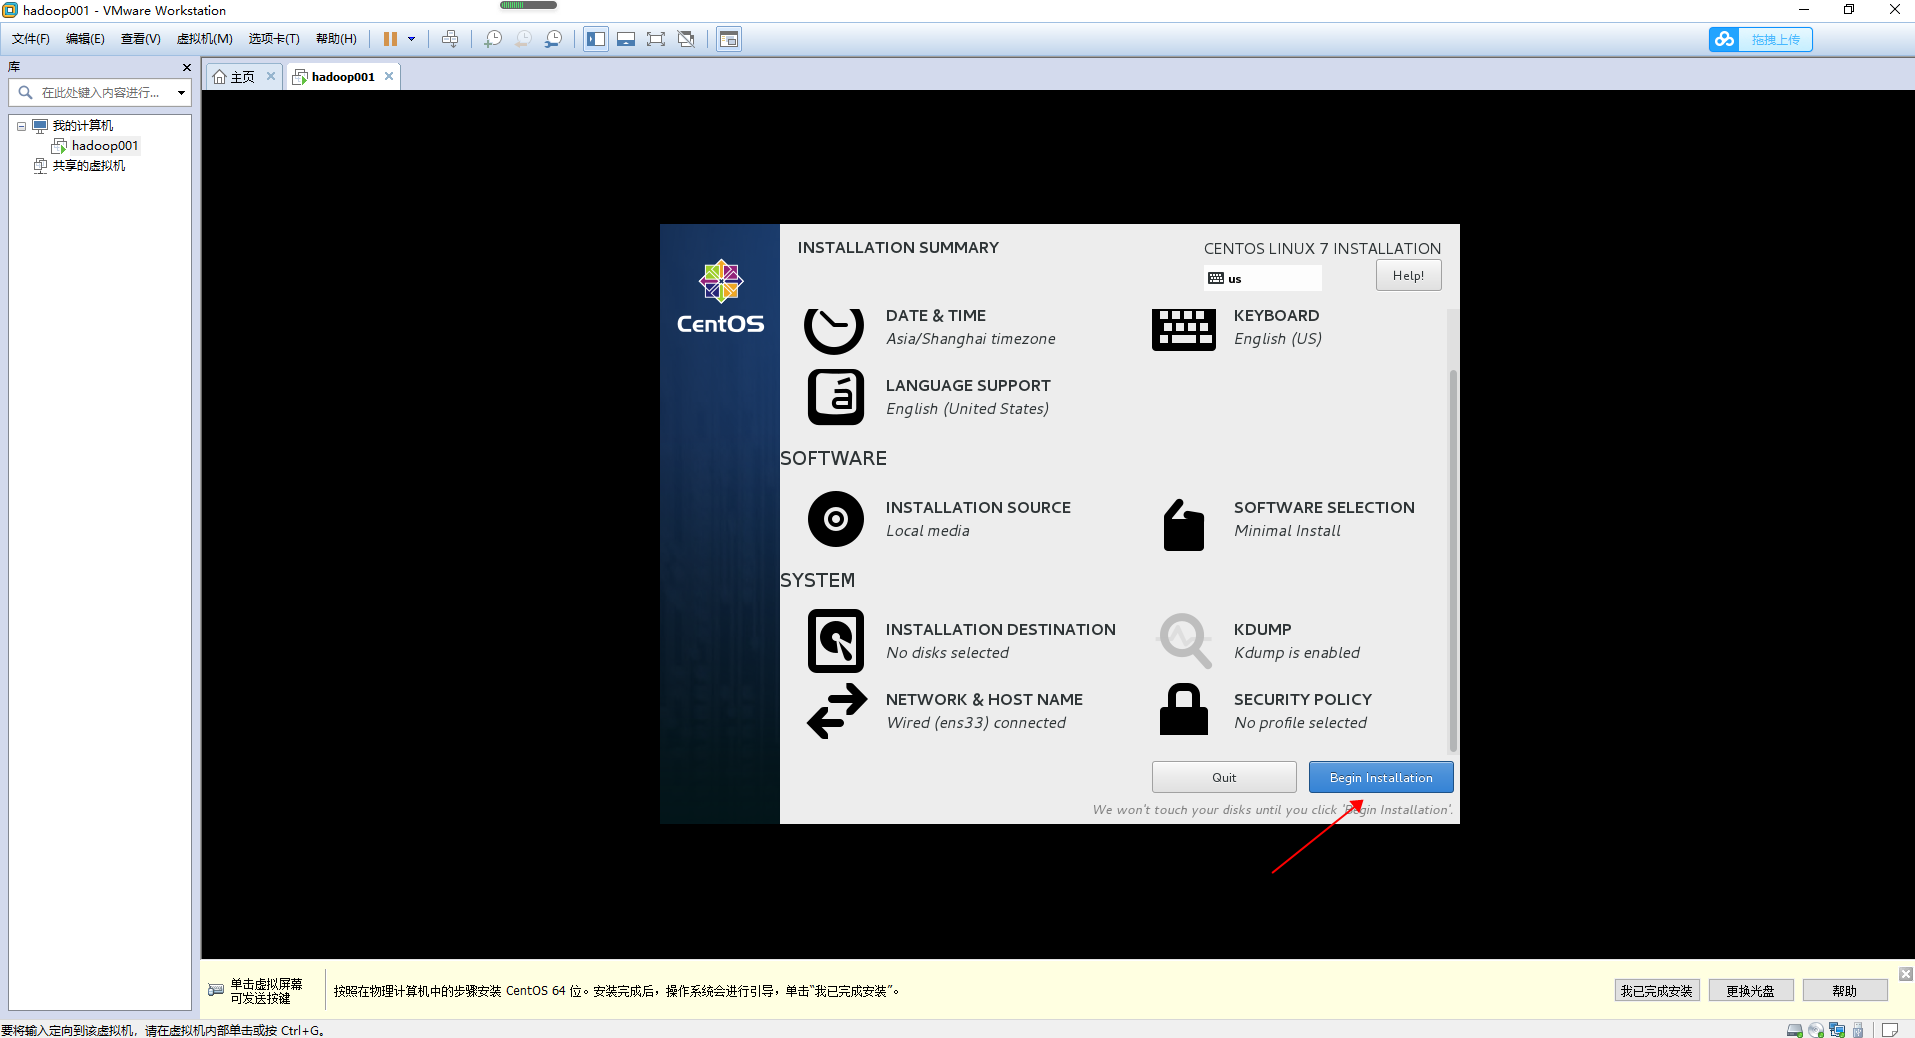 hadoop001 - VMware Workstation
文件(F) 编辑(E) 查看(V) 虚拟机(M) 选项卡(T) 帮助(H)
拖拽上传
库
在此处键入内容进行...
我的计算机
hadoop001
共享的虚拟机
主页 hadoop001
CentOS
INSTALLATION SUMMARY
CENTOS LINUX 7 INSTALLATION
us
Help!
DATE & TIME
Asia/Shanghai timezone
KEYBOARD
English (US)
LANGUAGE SUPPORT
English (United States)
SOFTWARE
INSTALLATION SOURCE
Local media
SOFTWARE SELECTION
Minimal Install
SYSTEM
INSTALLATION DESTINATION
No disks selected
KDUMP
Kdump is enabled
NETWORK & HOST NAME
Wired (ens33) connected
SECURITY POLICY
No profile selected
Quit
Begin Installation
We won't touch your disks until you click 'Begin Installation'.
单击虚拟屏幕
可发送按键
按照在物理计算机中的步骤安装 CentOS 64 位。安装完成后，操作系统会进行引导，单击“我已完成安装”。
我已完成安装
更换光盘
帮助
要将输入定向到该虚拟机，请在虚拟机内部单击或按 Ctrl+G。